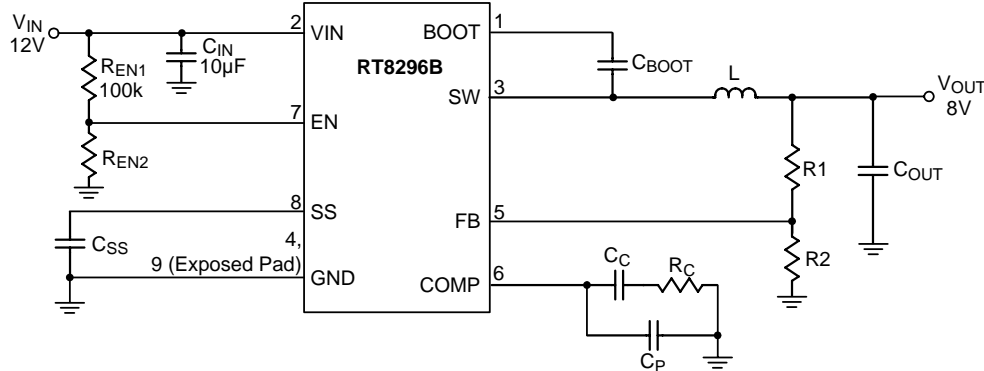 VIN
12V
2
VIN
BOOT
1
CIN
10µF
RT8296B
CBOOT
L
REN1
100k
SW
3
VOUT
8V
7
EN
REN2
R1
COUT
8
SS
FB
5
CSS
4,
9 (Exposed Pad)
GND
R2
COMP
6
CC
RC
CP